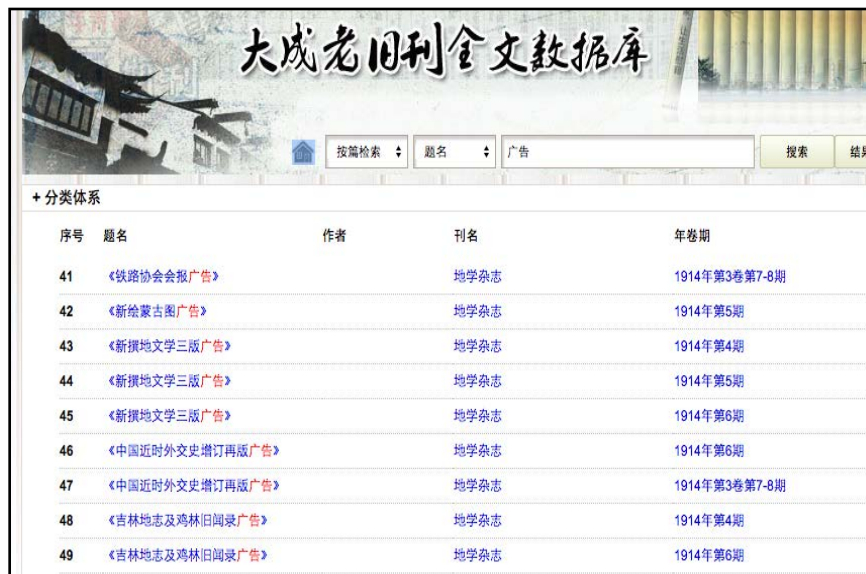 大成老旧刊全文数据库
按篇检索 题名 广告 搜索 结果
+ 分类体系
序号 题名 作者 刊名 年卷期
41 《铁路协会会报广告》 地学杂志 1914年第3卷第7-8期
42 《新绘蒙古图广告》 地学杂志 1914年第5期
43 《新撰地文学三版广告》 地学杂志 1914年第4期
44 《新撰地文学三版广告》 地学杂志 1914年第5期
45 《新撰地文学三版广告》 地学杂志 1914年第6期
46 《中国近时外交史增订再版广告》 地学杂志 1914年第6期
47 《中国近时外交史增订再版广告》 地学杂志 1914年第3卷第7-8期
48 《吉林地志及鸡林旧闻录广告》 地学杂志 1914年第4期
49 《吉林地志及鸡林旧闻录广告》 地学杂志 1914年第6期